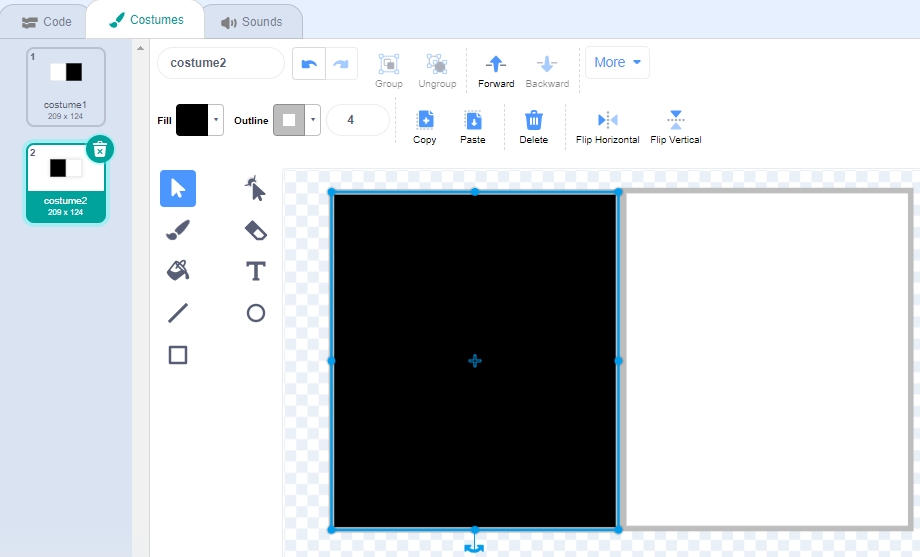 Code
Costumes
Sounds
1
costume1
209 x 124
2
costume2
209 x 124
costume2
Group
Ungroup
Forward
Backward
More
Fill
Outline
4
Copy
Paste
Delete
Flip Horizontal
Flip Vertical
T